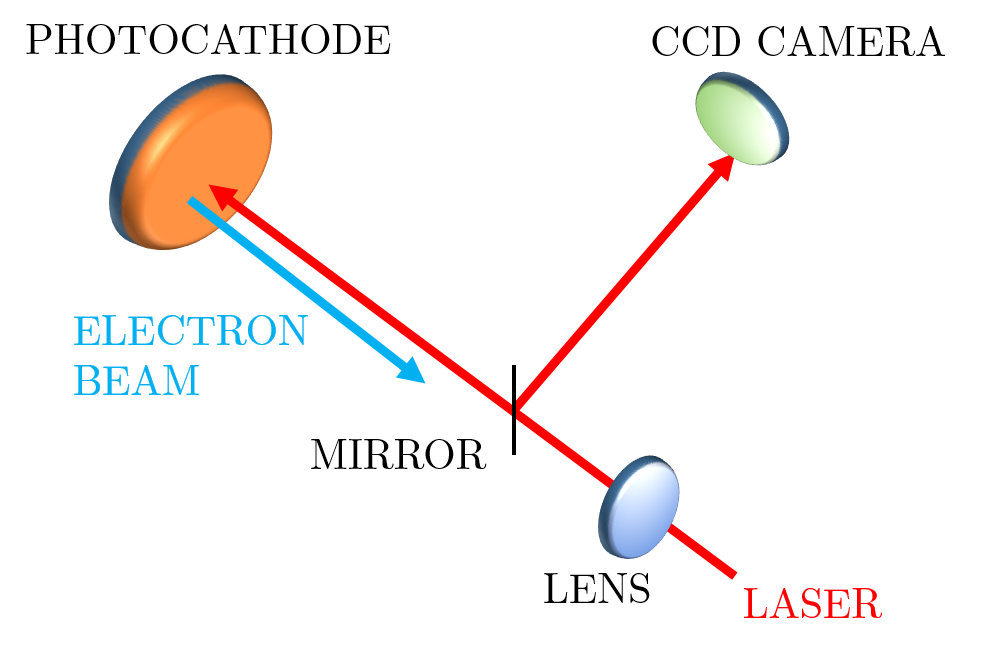 PHOTOCATHODE
CCD CAMERA
ELECTRON
BEAM
MIRROR
LENS
LASER